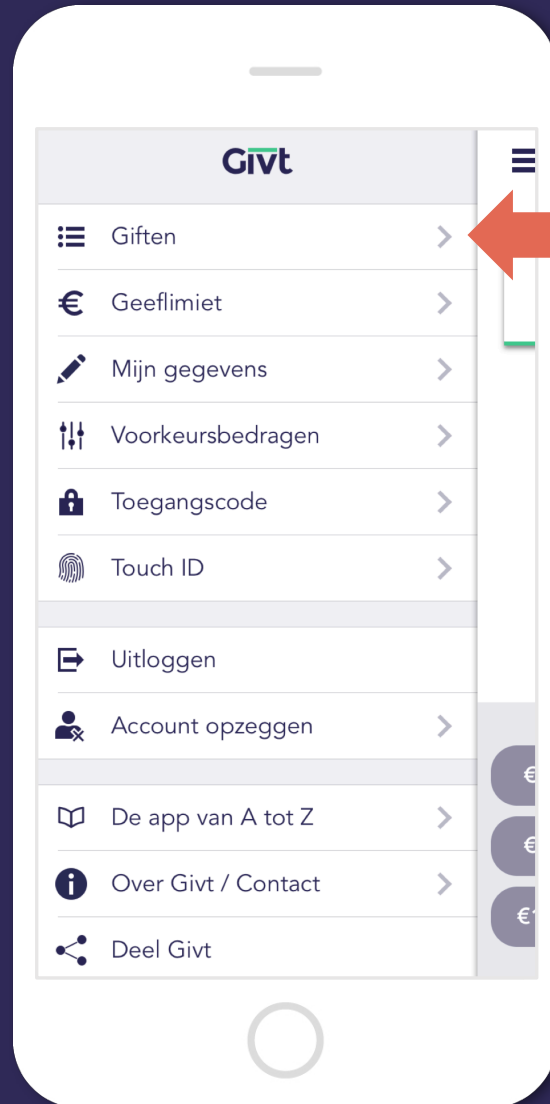 Givt
Giften
Geeflimiet
Mijn gegevens
Voorkeursbedragen
Toegangscode
Touch ID
Uitloggen
Account opzeggen
€
De app van A tot Z
€
Over Givt / Contact
Deel Givt